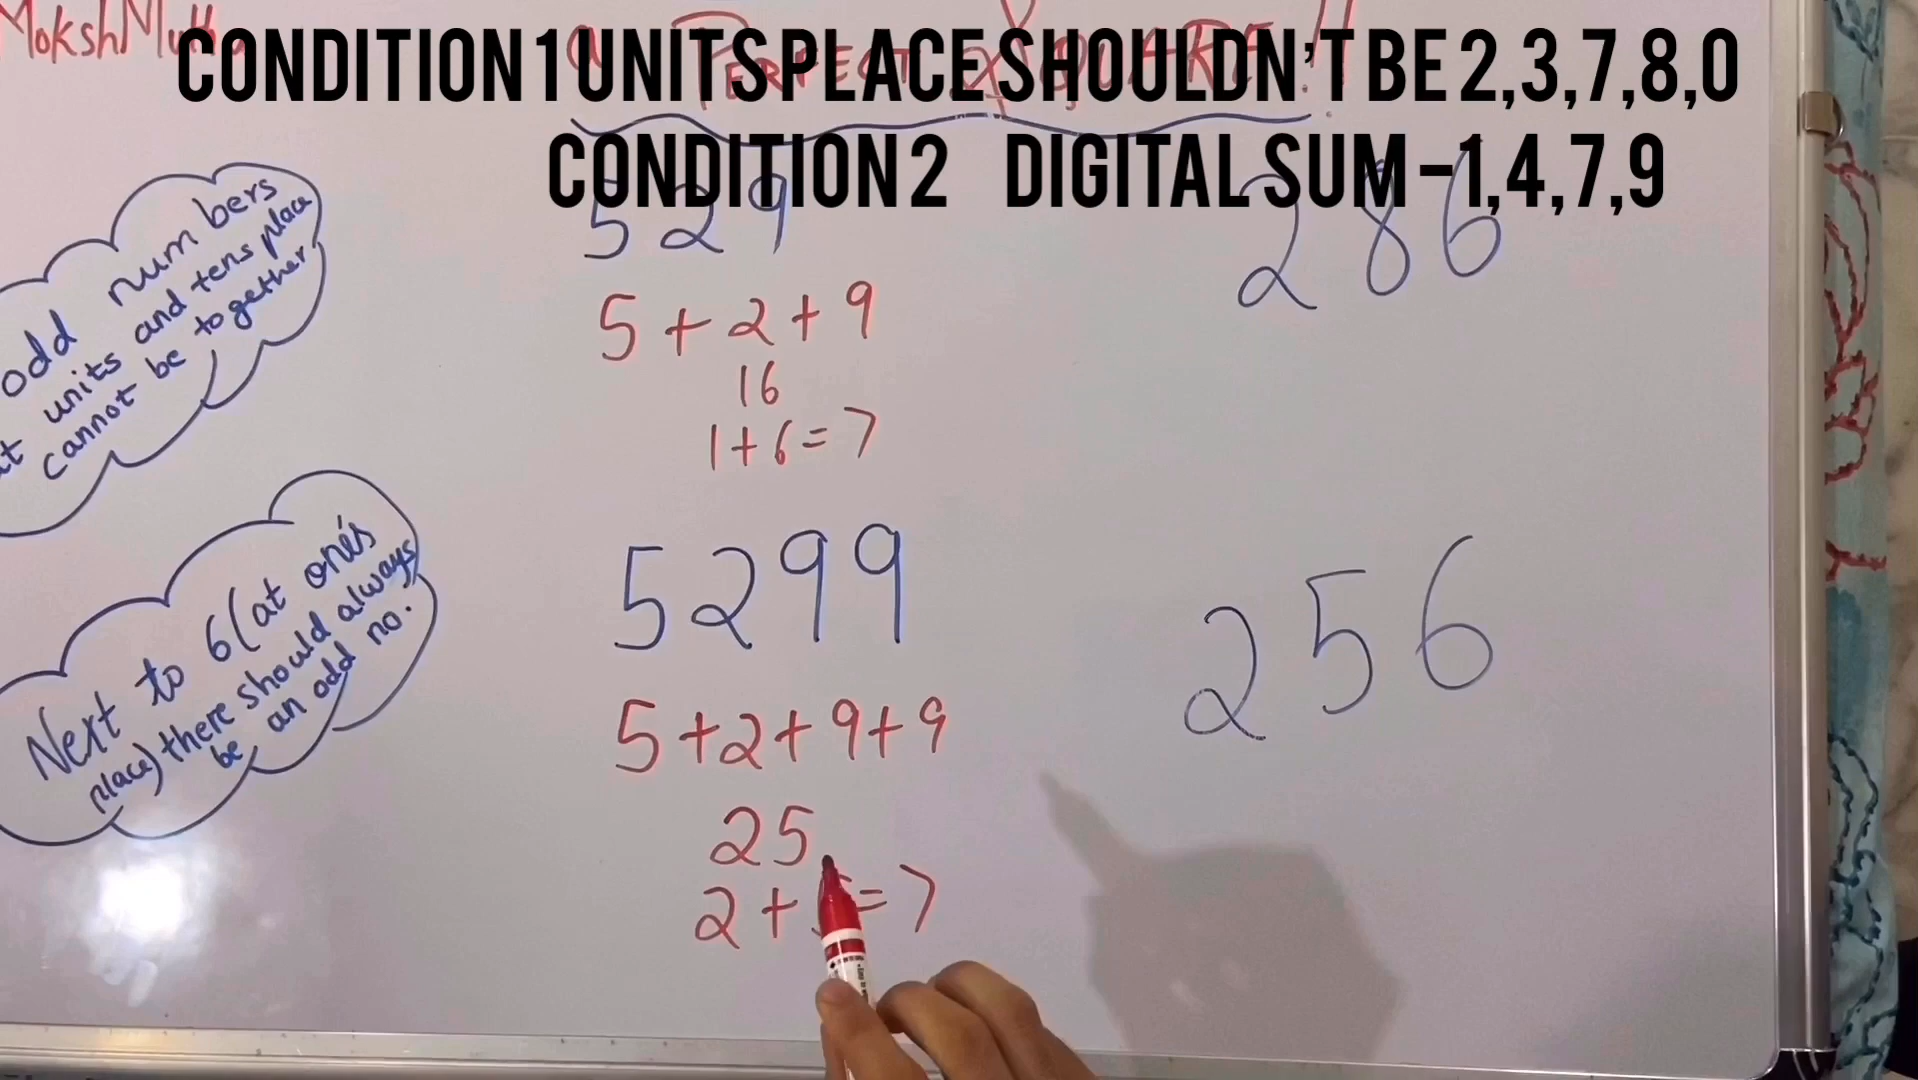 MokshMuth
a PERFECT SQUARE!!
CONDITION 1 UNITS PLACE SHOULDN'T BE 2,3,7,8,0
CONDITION 2 DIGITAL SUM -1,4,7,9
odd numbers
at units and tens place
cannot be together
Next to 6(at one's
place) there should always
be an odd no.
529
5+2+9
16
1+6=7
5299
5+2+9+9
25
2+5=7
286
256